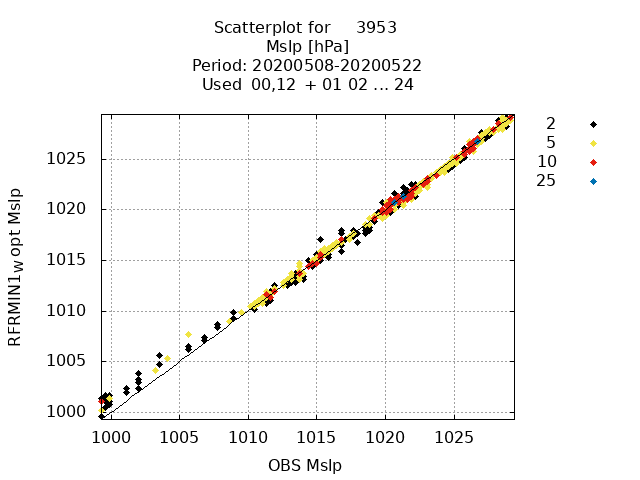 Scatterplot for 3953
Mslp [hPa]
Period: 20200508-20200522
Used 00,12 + 01 02 ... 24
2
5
10
25
RFRMIN1_W opt Mslp
1025
1020
1015
1010
1005
1000
1000 1005 1010 1015 1020 1025
OBS Mslp